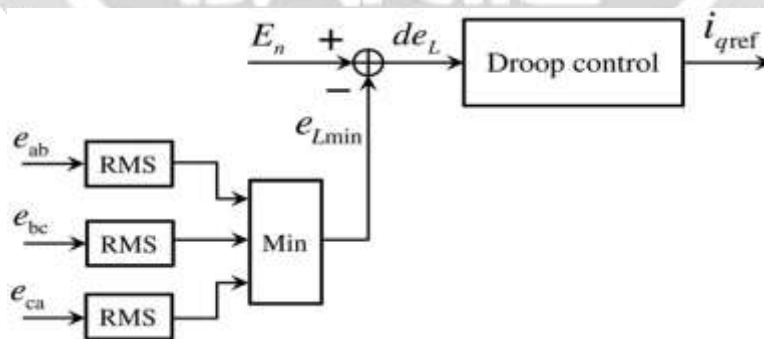 E_n + de_L Droop control i_qref
−
e_Lmin
e_ab RMS
e_bc RMS Min
e_ca RMS